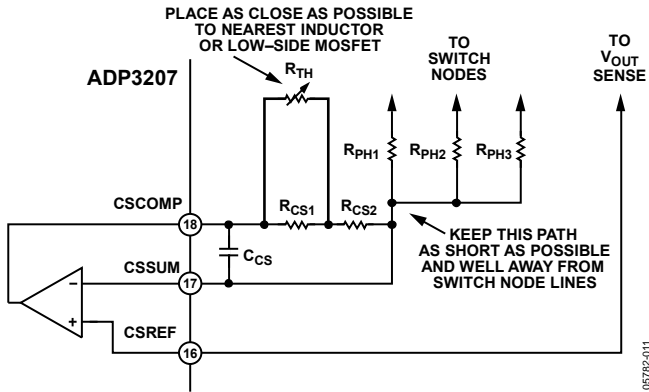 PLACE AS CLOSE AS POSSIBLE
TO NEAREST INDUCTOR
OR LOW–SIDE MOSFET
TO
SWITCH
NODES
TO
VOUT
SENSE
ADP3207
RTH
RPH1
RPH2
RPH3
CSCOMP
18
RCS1
RCS2
KEEP THIS PATH
AS SHORT AS POSSIBLE
AND WELL AWAY FROM
SWITCH NODE LINES
CCS
CSSUM
17
–
+
CSREF
16
05782-011